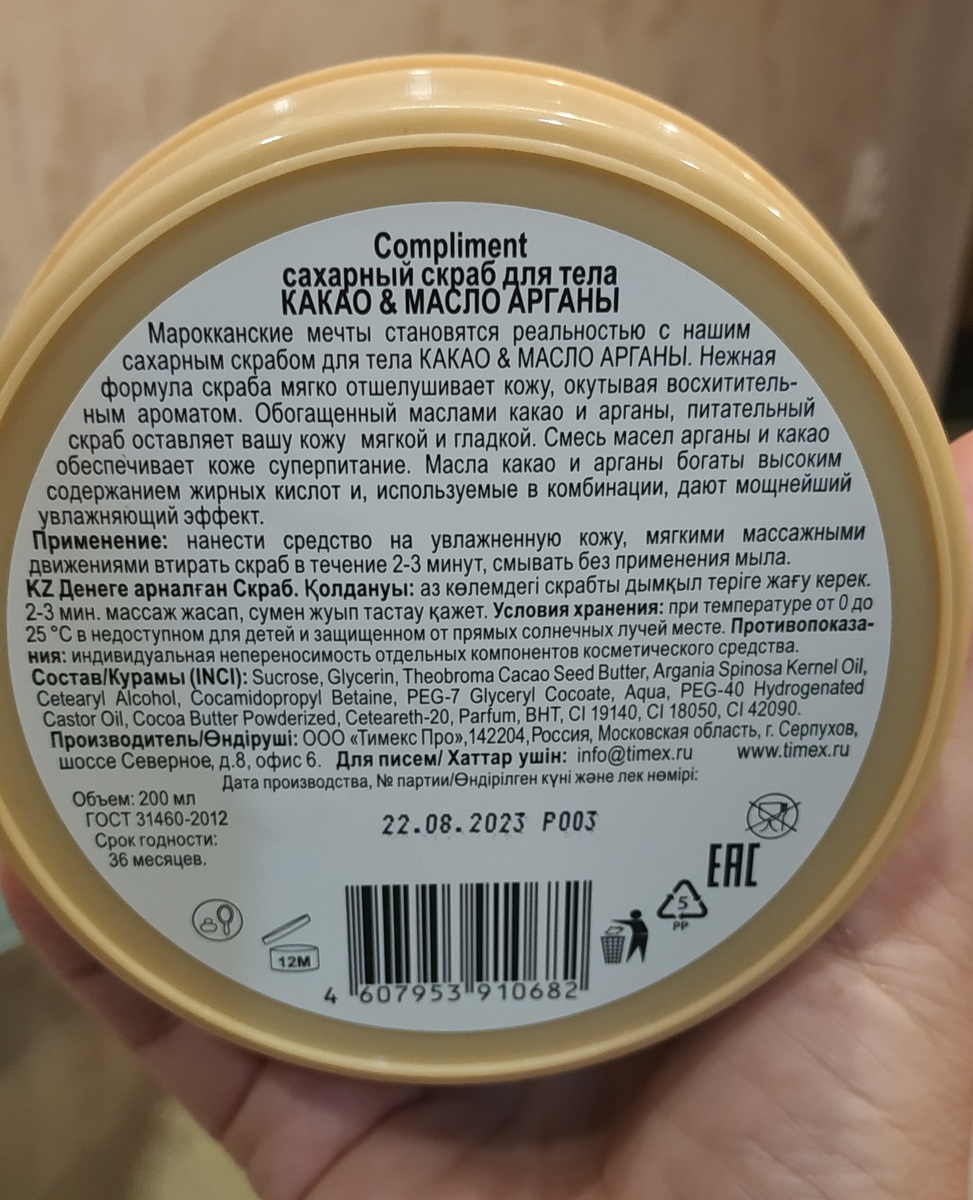 Compliment
сахарный скраб для тела
КАКАО & МАСЛО АРГАНЫ
Марокканские мечты становятся реальностью с нашим
сахарным скрабом для тела КАКАО & МАСЛО АРГАНЫ. Нежная
формула скраба мягко отшелушивает кожу, окутывая восхититель-
ным ароматом. Обогащенный маслами какао и арганы, питательный
скраб оставляет вашу кожу мягкой и гладкой. Смесь масел арганы и какао
обеспечивает коже суперпитание. Масла какао и арганы богаты высоким
содержанием жирных кислот и, используемые в комбинации, дают мощнейший
увлажняющий эффект.
Применение: нанести средство на увлажненную кожу, мягкими массажными
движениями втирать скраб в течение 2-3 минут, смывать без применения мыла.
KZ Денеге арналған Скраб. Қолдануы: аз көлемдегі скрабты дымқыл теріге жағу керек.
2-3 мин. массаж жасап, сумен жуып тастау қажет. Условия хранения: при температуре от 0 до
25 °С в недоступном для детей и защищенном от прямых солнечных лучей месте. Противопоказа-
ния: индивидуальная непереносимость отдельных компонентов косметического средства.
Состав/Курамы (INCI): Sucrose, Glycerin, Theobroma Cacao Seed Butter, Argania Spinosa Kernel Oil,
Cetearyl Alcohol, Cocamidopropyl Betaine, PEG-7 Glyceryl Cocoate, Aqua, PEG-40 Hydrogenated
Castor Oil, Cocoa Butter Powderized, Ceteareth-20, Parfum, BHT, CI 19140, CI 18050, CI 42090.
Производитель/Өндіруші: ООО «Тимекс Про»,142204,Россия, Московская область, г. Серпухов,
шоссе Северное, д.8, офис 6. Для писем/ Хаттар үшін: info@timex.ru www.timex.ru
Дата производства, № партии/Өндірілген күні және лек нөмірі:
Объем: 200 мл
ГОСТ 31460-2012
Срок годности:
36 месяцев.
22.08.2023 P003
EAC
5
PP
12M
4 607953 910682